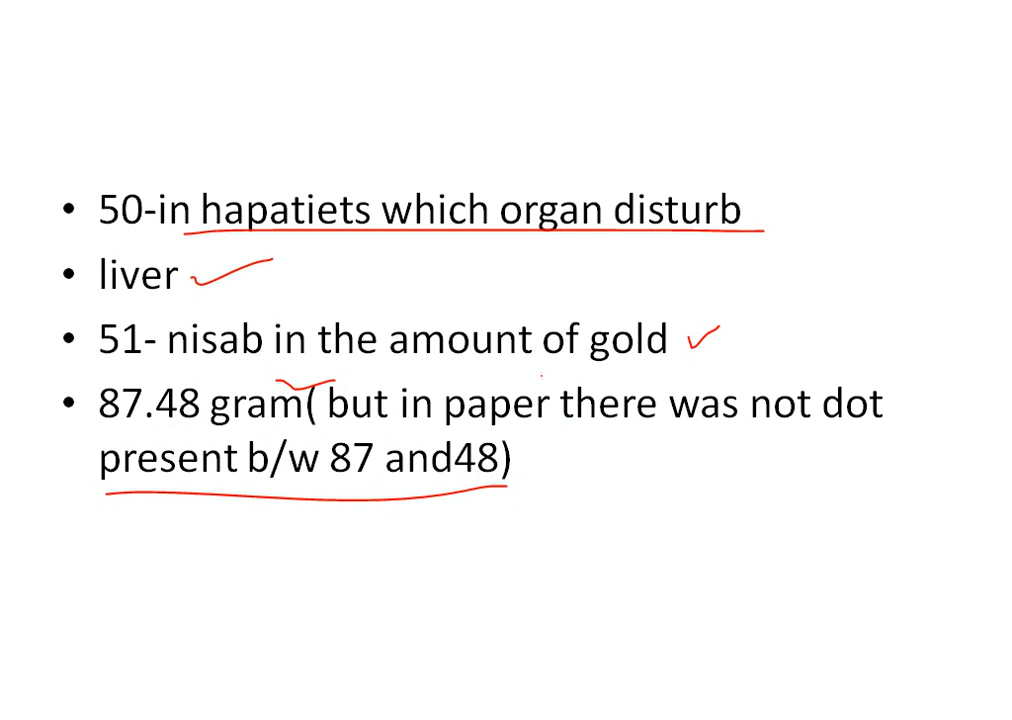 • 50-in hapatiets which organ disturb
• liver
• 51- nisab in the amount of gold
• 87.48 gram( but in paper there was not dot
present b/w 87 and48)